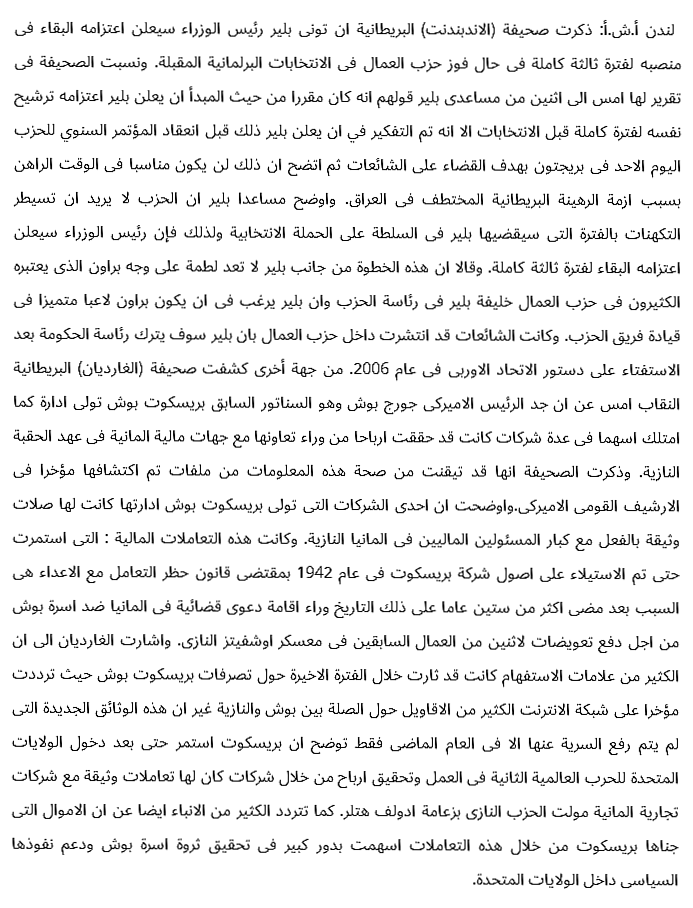 لندن أ.ش.أ: ذكرت صحيفة (الاندبندنت) البريطانية ان تونى بلير رئيس الوزراء سيعلن اعتزامه البقاء فى
منصبه لفترة ثالثة كاملة فى حال فوز حزب العمال فى الانتخابات البرلمانية المقبلة. ونسبت الصحيفة فى
تقرير لها امس الى اثنين من مساعدى بلير قولهم انه كان مقررا من حيث المبدأ ان يعلن بلير اعتزامه ترشيح
نفسه لفترة كاملة قبل الانتخابات الا انه تم التفكير في ان يعلن بلير ذلك قبل انعقاد المؤتمر السنوي للحزب
اليوم الاحد فى بريجتون بهدف القضاء على الشائعات ثم اتضح ان ذلك لن يكون مناسبا فى الوقت الراهن
بسبب ازمة الرهينة البريطانية المختطف فى العراق. واوضح مساعدا بلير ان الحزب لا يريد ان تسيطر
التكهنات بالفترة التى سيقضيها بلير فى السلطة على الحملة الانتخابية ولذلك فإن رئيس الوزراء سيعلن
اعتزامه البقاء لفترة ثالثة كاملة. وقالا ان هذه الخطوة من جانب بلير لا تعد لطمة على وجه براون الذى يعتبره
الكثيرون فى حزب العمال خليفة بلير فى رئاسة الحزب وان بلير يرغب فى ان يكون براون لاعبا متميزا فى
قيادة فريق الحزب. وكانت الشائعات قد انتشرت داخل حزب العمال بان بلير سوف يترك رئاسة الحكومة بعد
الاستفتاء على دستور الاتحاد الاوربى فى عام 2006. من جهة أخرى كشفت صحيفة (الغارديان) البريطانية
النقاب امس عن ان جد الرئيس الاميركى جورج بوش وهو السناتور السابق بريسكوت بوش تولى ادارة كما
امتلك اسهما فى عدة شركات كانت قد حققت ارباحا من وراء تعاونها مع جهات مالية المانية فى عهد الحقبة
النازية. وذكرت الصحيفة انها قد تيقنت من صحة هذه المعلومات من ملفات تم اكتشافها مؤخرا فى
الارشيف القومى الاميركى.واوضحت ان احدى الشركات التى تولى بريسكوت بوش ادارتها كانت لها صلات
وثيقة بالفعل مع كبار المسئولين الماليين فى المانيا النازية. وكانت هذه التعاملات المالية : التى استمرت
حتى تم الاستيلاء على اصول شركة بريسكوت فى عام 1942 بمقتضى قانون حظر التعامل مع الاعداء هى
السبب بعد مضى اكثر من ستين عاما على ذلك التاريخ وراء اقامة دعوى قضائية فى المانيا ضد اسرة بوش
من اجل دفع تعويضات لاثنين من العمال السابقين فى معسكر اوشفيتز النازى. واشارت الغارديان الى ان
الكثير من علامات الاستفهام كانت قد ثارت خلال الفترة الاخيرة حول تصرفات بريسكوت بوش حيث ترددت
مؤخرا على شبكة الانترنت الكثير من الاقاويل حول الصلة بين بوش والنازية غير ان هذه الوثائق الجديدة التى
لم يتم رفع السرية عنها الا فى العام الماضى فقط توضح ان بريسكوت استمر حتى بعد دخول الولايات
المتحدة للحرب العالمية الثانية فى العمل وتحقيق ارباح من خلال شركات كان لها تعاملات وثيقة مع شركات
تجارية المانية مولت الحزب النازى بزعامة ادولف هتلر. كما تتردد الكثير من الانباء ايضا عن ان الاموال التى
جناها بريسكوت من خلال هذه التعاملات اسهمت بدور كبير فى تحقيق ثروة اسرة بوش ودعم نفوذها
السياسى داخل الولايات المتحدة.